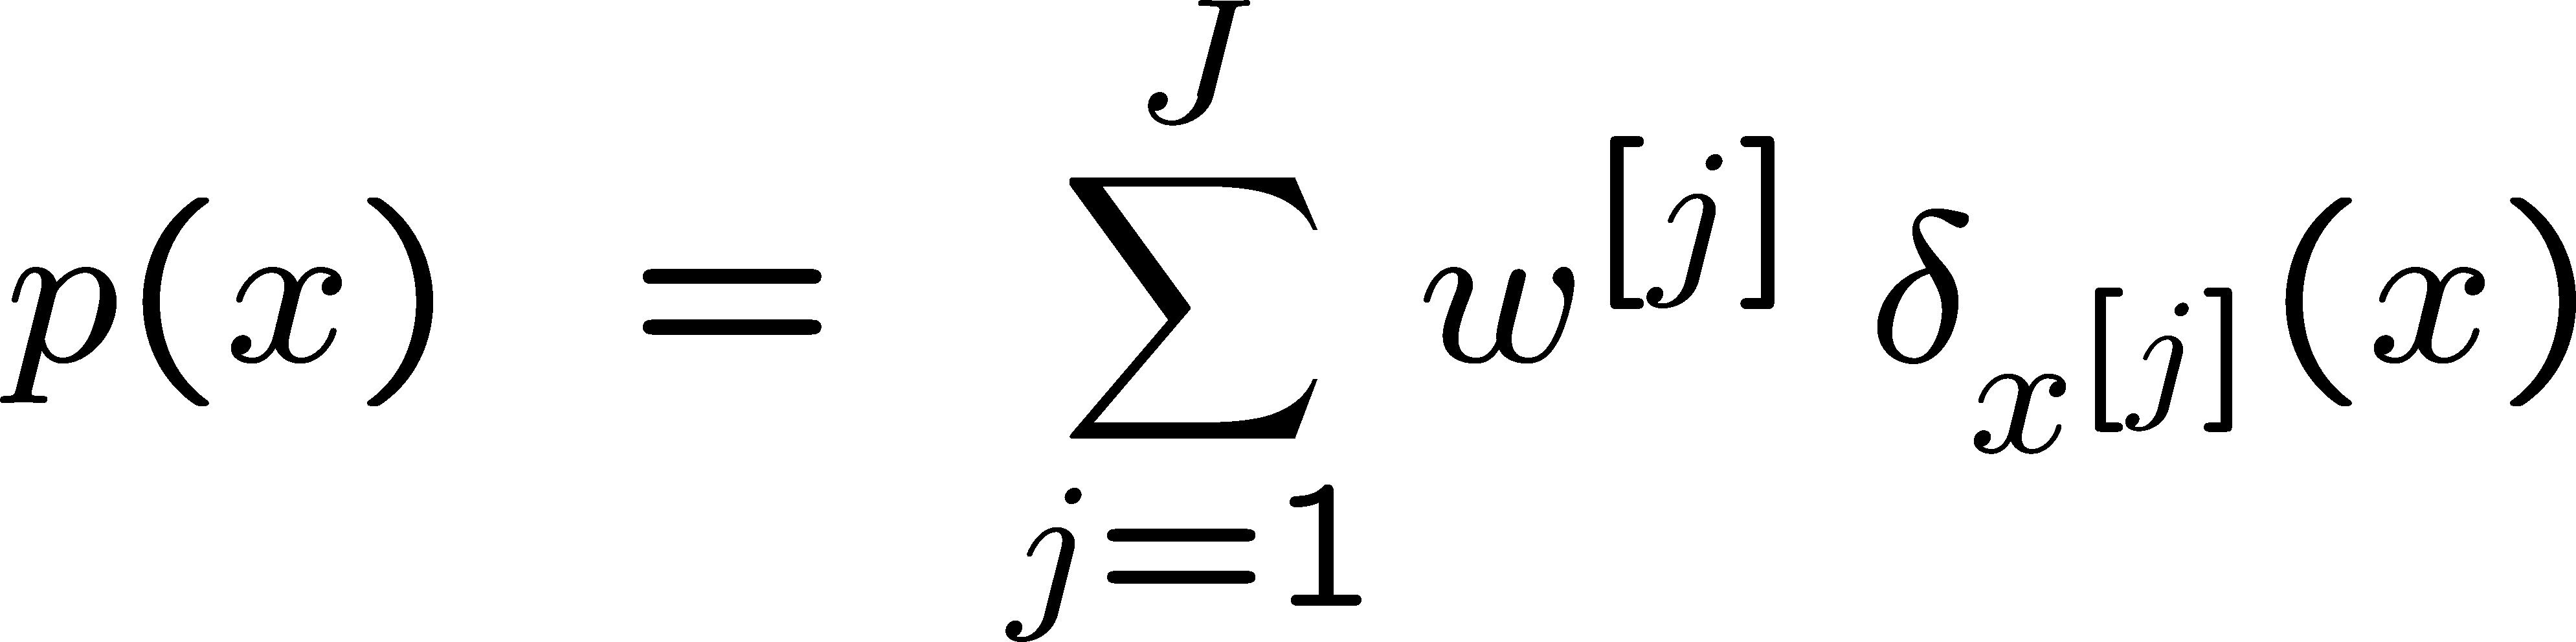 p(x) = \sum_{j=1}^{J} w^{[j]} \delta_{x^{[j]}}(x)